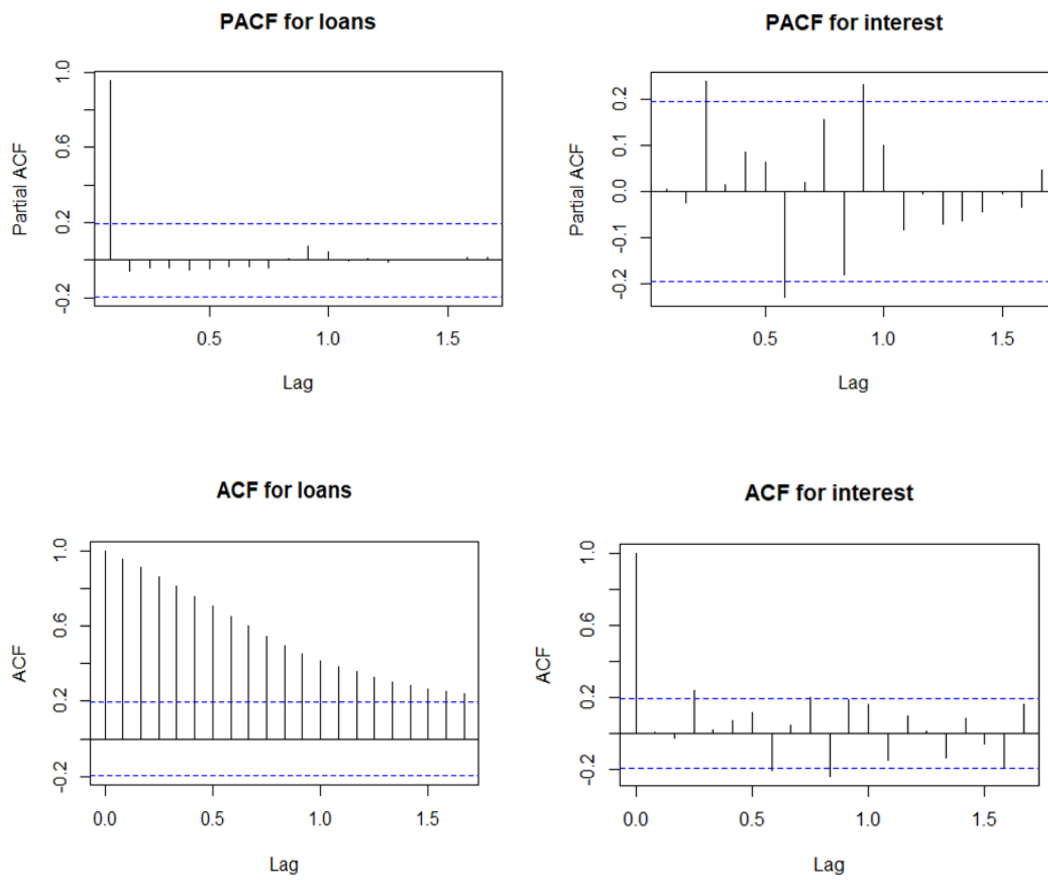 PACF for loans
Partial ACF
1.0
0.6
0.2
-0.2
0.5 1.0 1.5
Lag
PACF for interest
Partial ACF
0.2
0.1
0.0
-0.1
-0.2
0.5 1.0 1.5
Lag
ACF for loans
ACF
1.0
0.6
0.2
-0.2
0.0 0.5 1.0 1.5
Lag
ACF for interest
ACF
1.0
0.6
0.2
-0.2
0.0 0.5 1.0 1.5
Lag